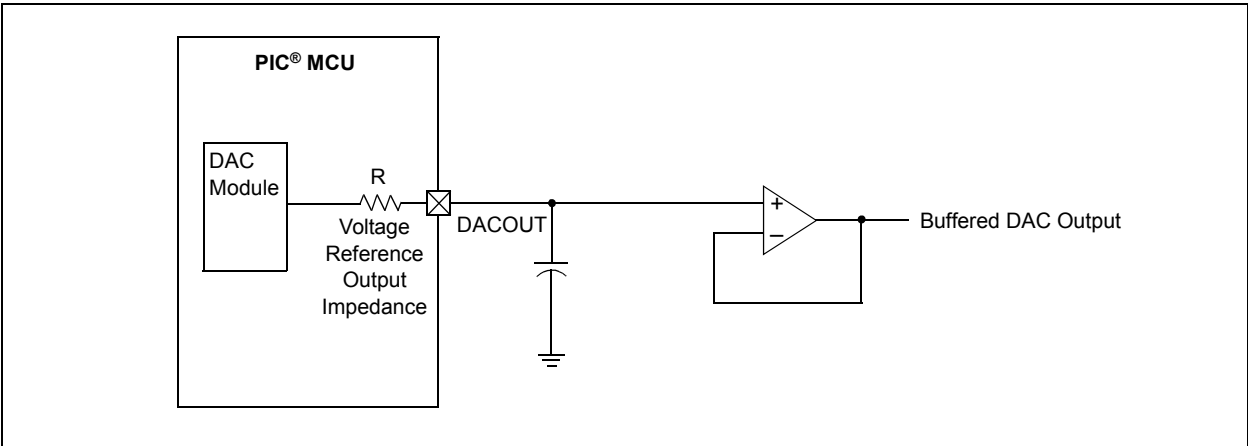 PIC® MCU
DAC
Module
R
Voltage
Reference
Output
Impedance
DACOUT
+
–
Buffered DAC Output